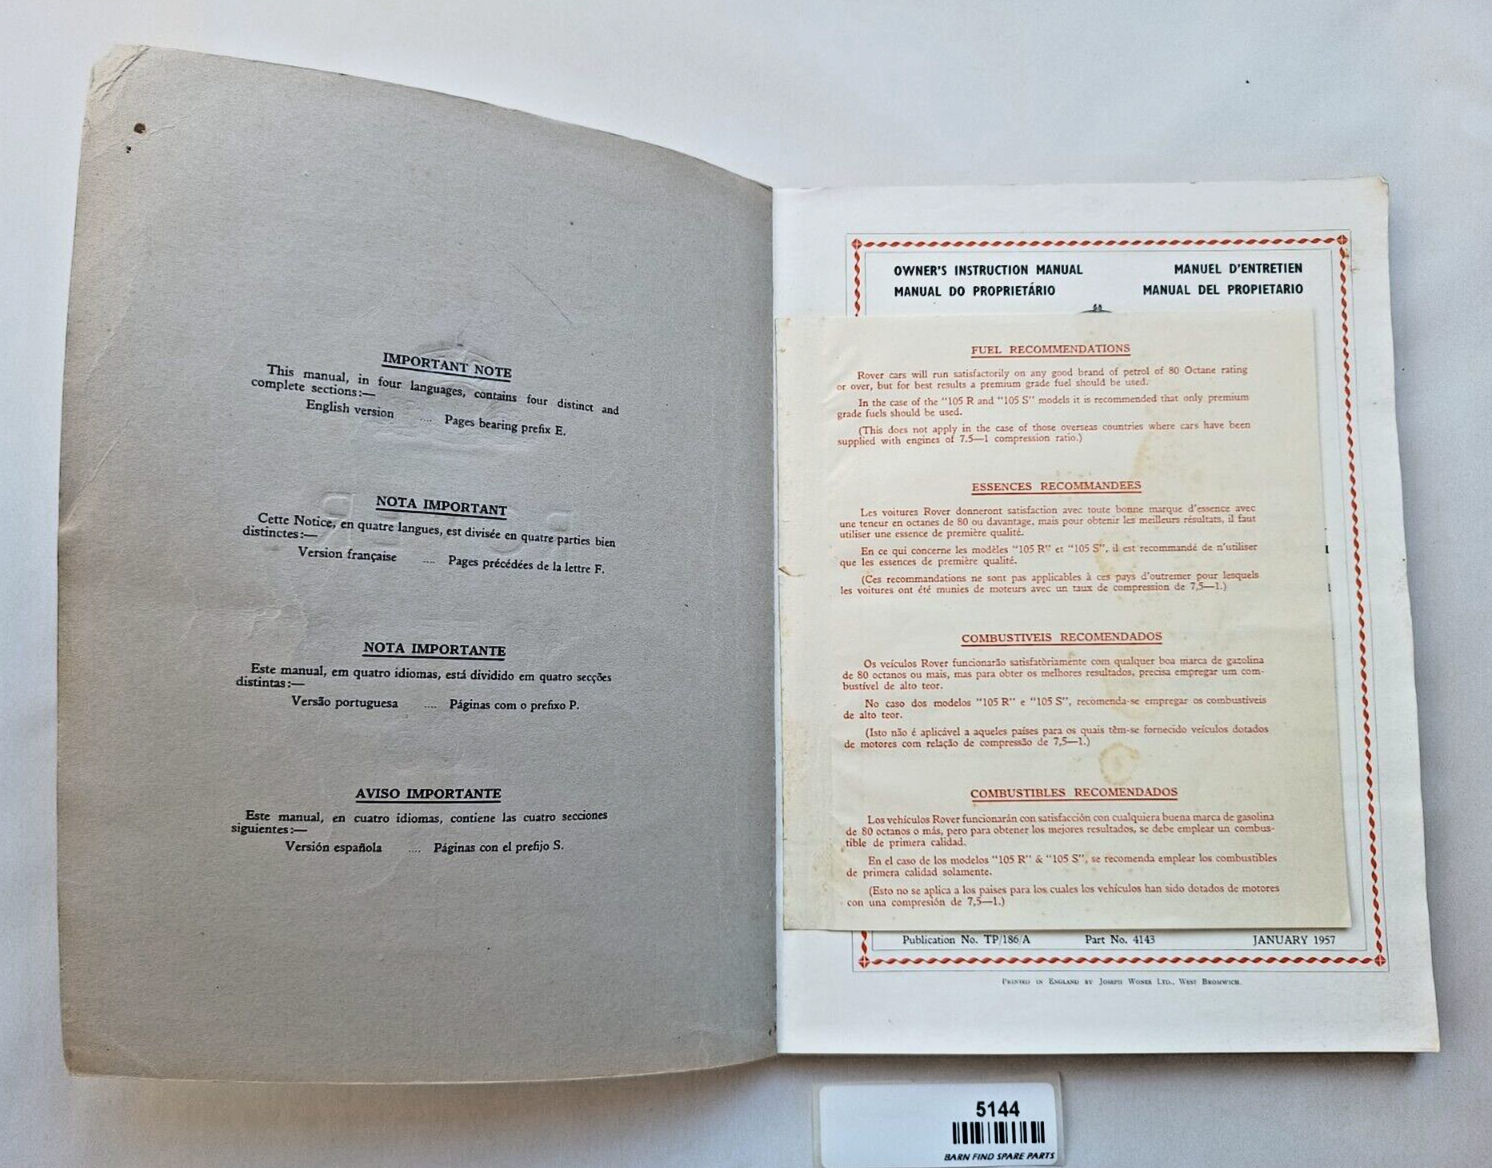 IMPORTANT NOTE
This manual, in four languages, contains four distinct and
complete sections:—
English version .... Pages bearing prefix E.
NOTA IMPORTANT
Cette Notice, en quatre langues, est divisée en quatre parties bien
distinctes:—
Version française .... Pages précédées de la lettre F.
NOTA IMPORTANTE
Este manual, em quatro idiomas, está dividido em quatro secções
distintas:—
Versão portuguesa .... Páginas com o prefixo P.
AVISO IMPORTANTE
Este manual, en cuatro idiomas, contiene las cuatro secciones
siguientes:—
Versión española .... Páginas con el prefijo S.
OWNER'S INSTRUCTION MANUAL MANUEL D'ENTRETIEN
MANUAL DO PROPRIETÁRIO MANUAL DEL PROPIETARIO
FUEL RECOMMENDATIONS
Rover cars will run satisfactorily on any good brand of petrol of 80 Octane rating
or over, but for best results a premium grade fuel should be used.
In the case of the "105 R and "105 S" models it is recommended that only premium
grade fuels should be used.
(This does not apply in the case of those overseas countries where cars have been
supplied with engines of 7.5—1 compression ratio.)
ESSENCES RECOMMANDEES
Les voitures Rover donneront satisfaction avec toute bonne marque d'essence avec
une teneur en octanes de 80 ou davantage, mais pour obtenir les meilleurs résultats, il faut
utiliser une essence de première qualité.
En ce qui concerne les modèles "105 R" et "105 S", il est recommandé de n'utiliser
que les essences de première qualité.
(Ces recommandations ne sont pas applicables à ces pays d'outremer pour lesquels
les voitures ont été munies de moteurs avec un taux de compression de 7,5—1.)
COMBUSTIVEIS RECOMENDADOS
Os veículos Rover funcionarão satisfatòriamente com qualquer boa marca de gazolina
de 80 octanos ou mais, mas para obter os melhores resultados, precisa empregar um com-
bustível de alto teor.
No caso dos modelos "105 R" e "105 S", recomenda-se empregar os combustíveis
de alto teor.
(Isto não é aplicável a aqueles países para os quais têm-se fornecido veículos dotados
de motores com relação de compressão de 7,5—1.)
COMBUSTIBLES RECOMENDADOS
Los vehículos Rover funcionarán con satisfacción con cualquiera buena marca de gasolina
de 80 octanos o más, pero para obtener los mejores resultados, se debe emplear un combus-
tible de primera calidad.
En el caso de los modelos "105 R" & "105 S", se recomenda emplear los combustibles
de primera calidad solamente.
(Esto no se aplica a los países para los cuales los vehículos han sido dotados de motores
con una compresión de 7,5—1.)
Publication No. TP/186/A Part No. 4143 JANUARY 1957
PRINTED IN ENGLAND BY JOSEPH WONES LTD., WEST BROMWICH.
5144
BARN FIND SPARE PARTS